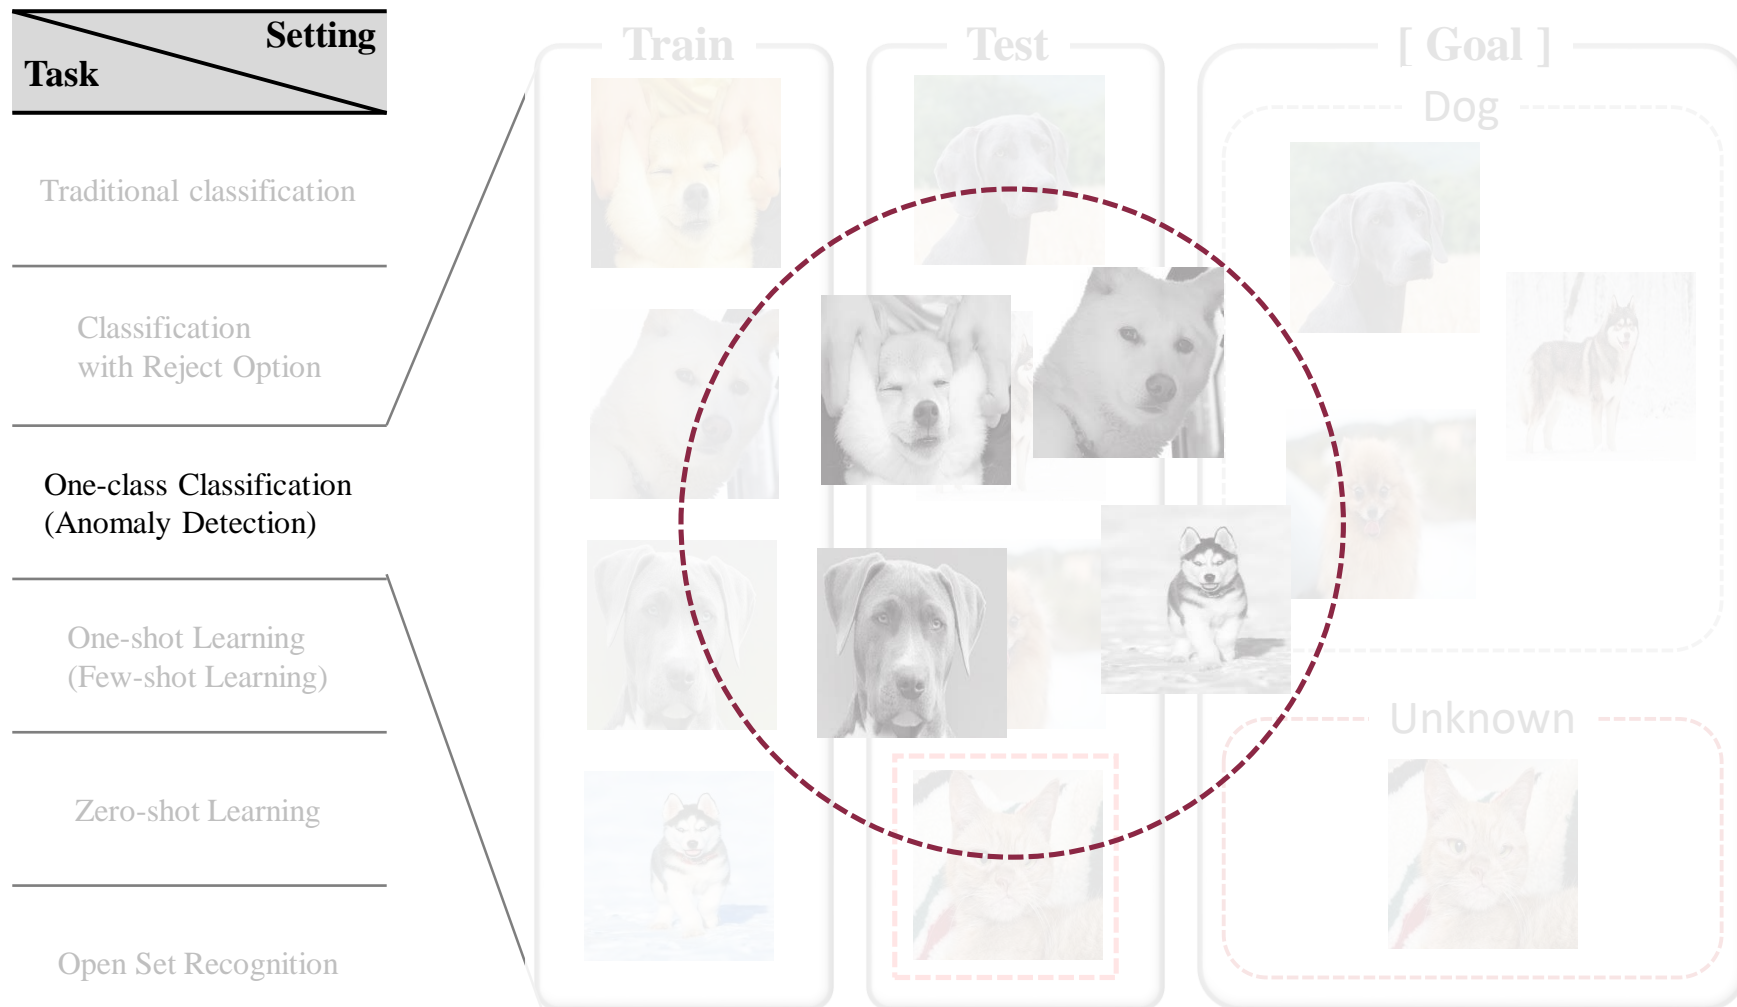 Setting
Task
Train
Test
[ Goal ]
Dog
Traditional classification
Classification
with Reject Option
One-class Classification
(Anomaly Detection)
One-shot Learning
(Few-shot Learning)
Unknown
Zero-shot Learning
Open Set Recognition